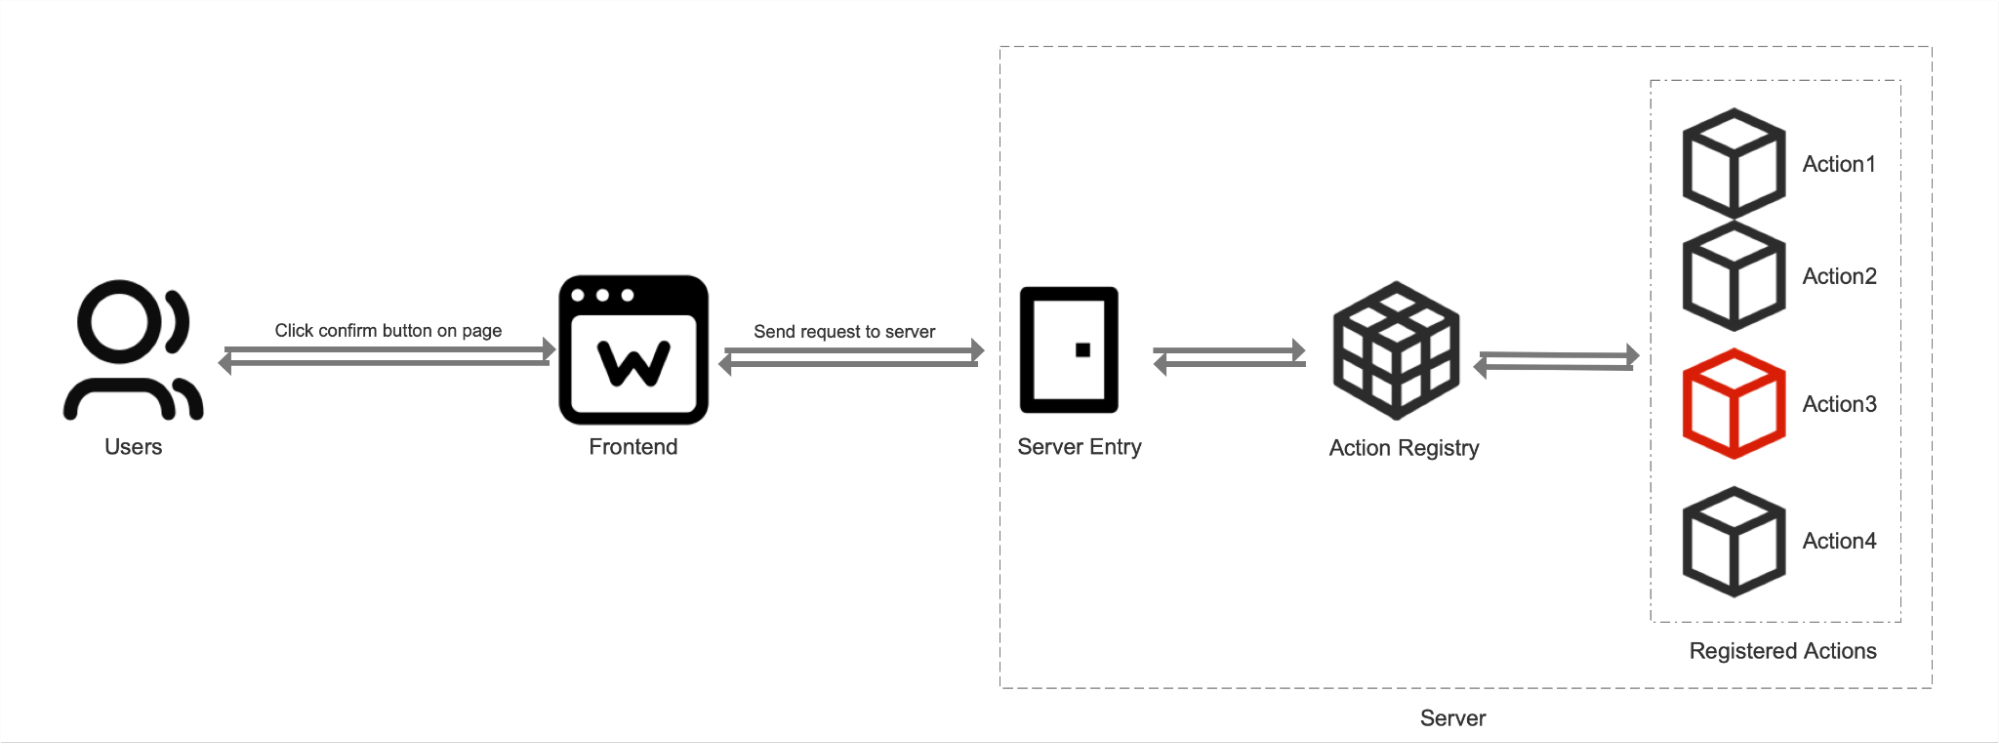 Action1
Action2
Click confirm button on page
Send request to server
Action3
Users
Frontend
Server Entry
Action Registry
Action4
Registered Actions
Server